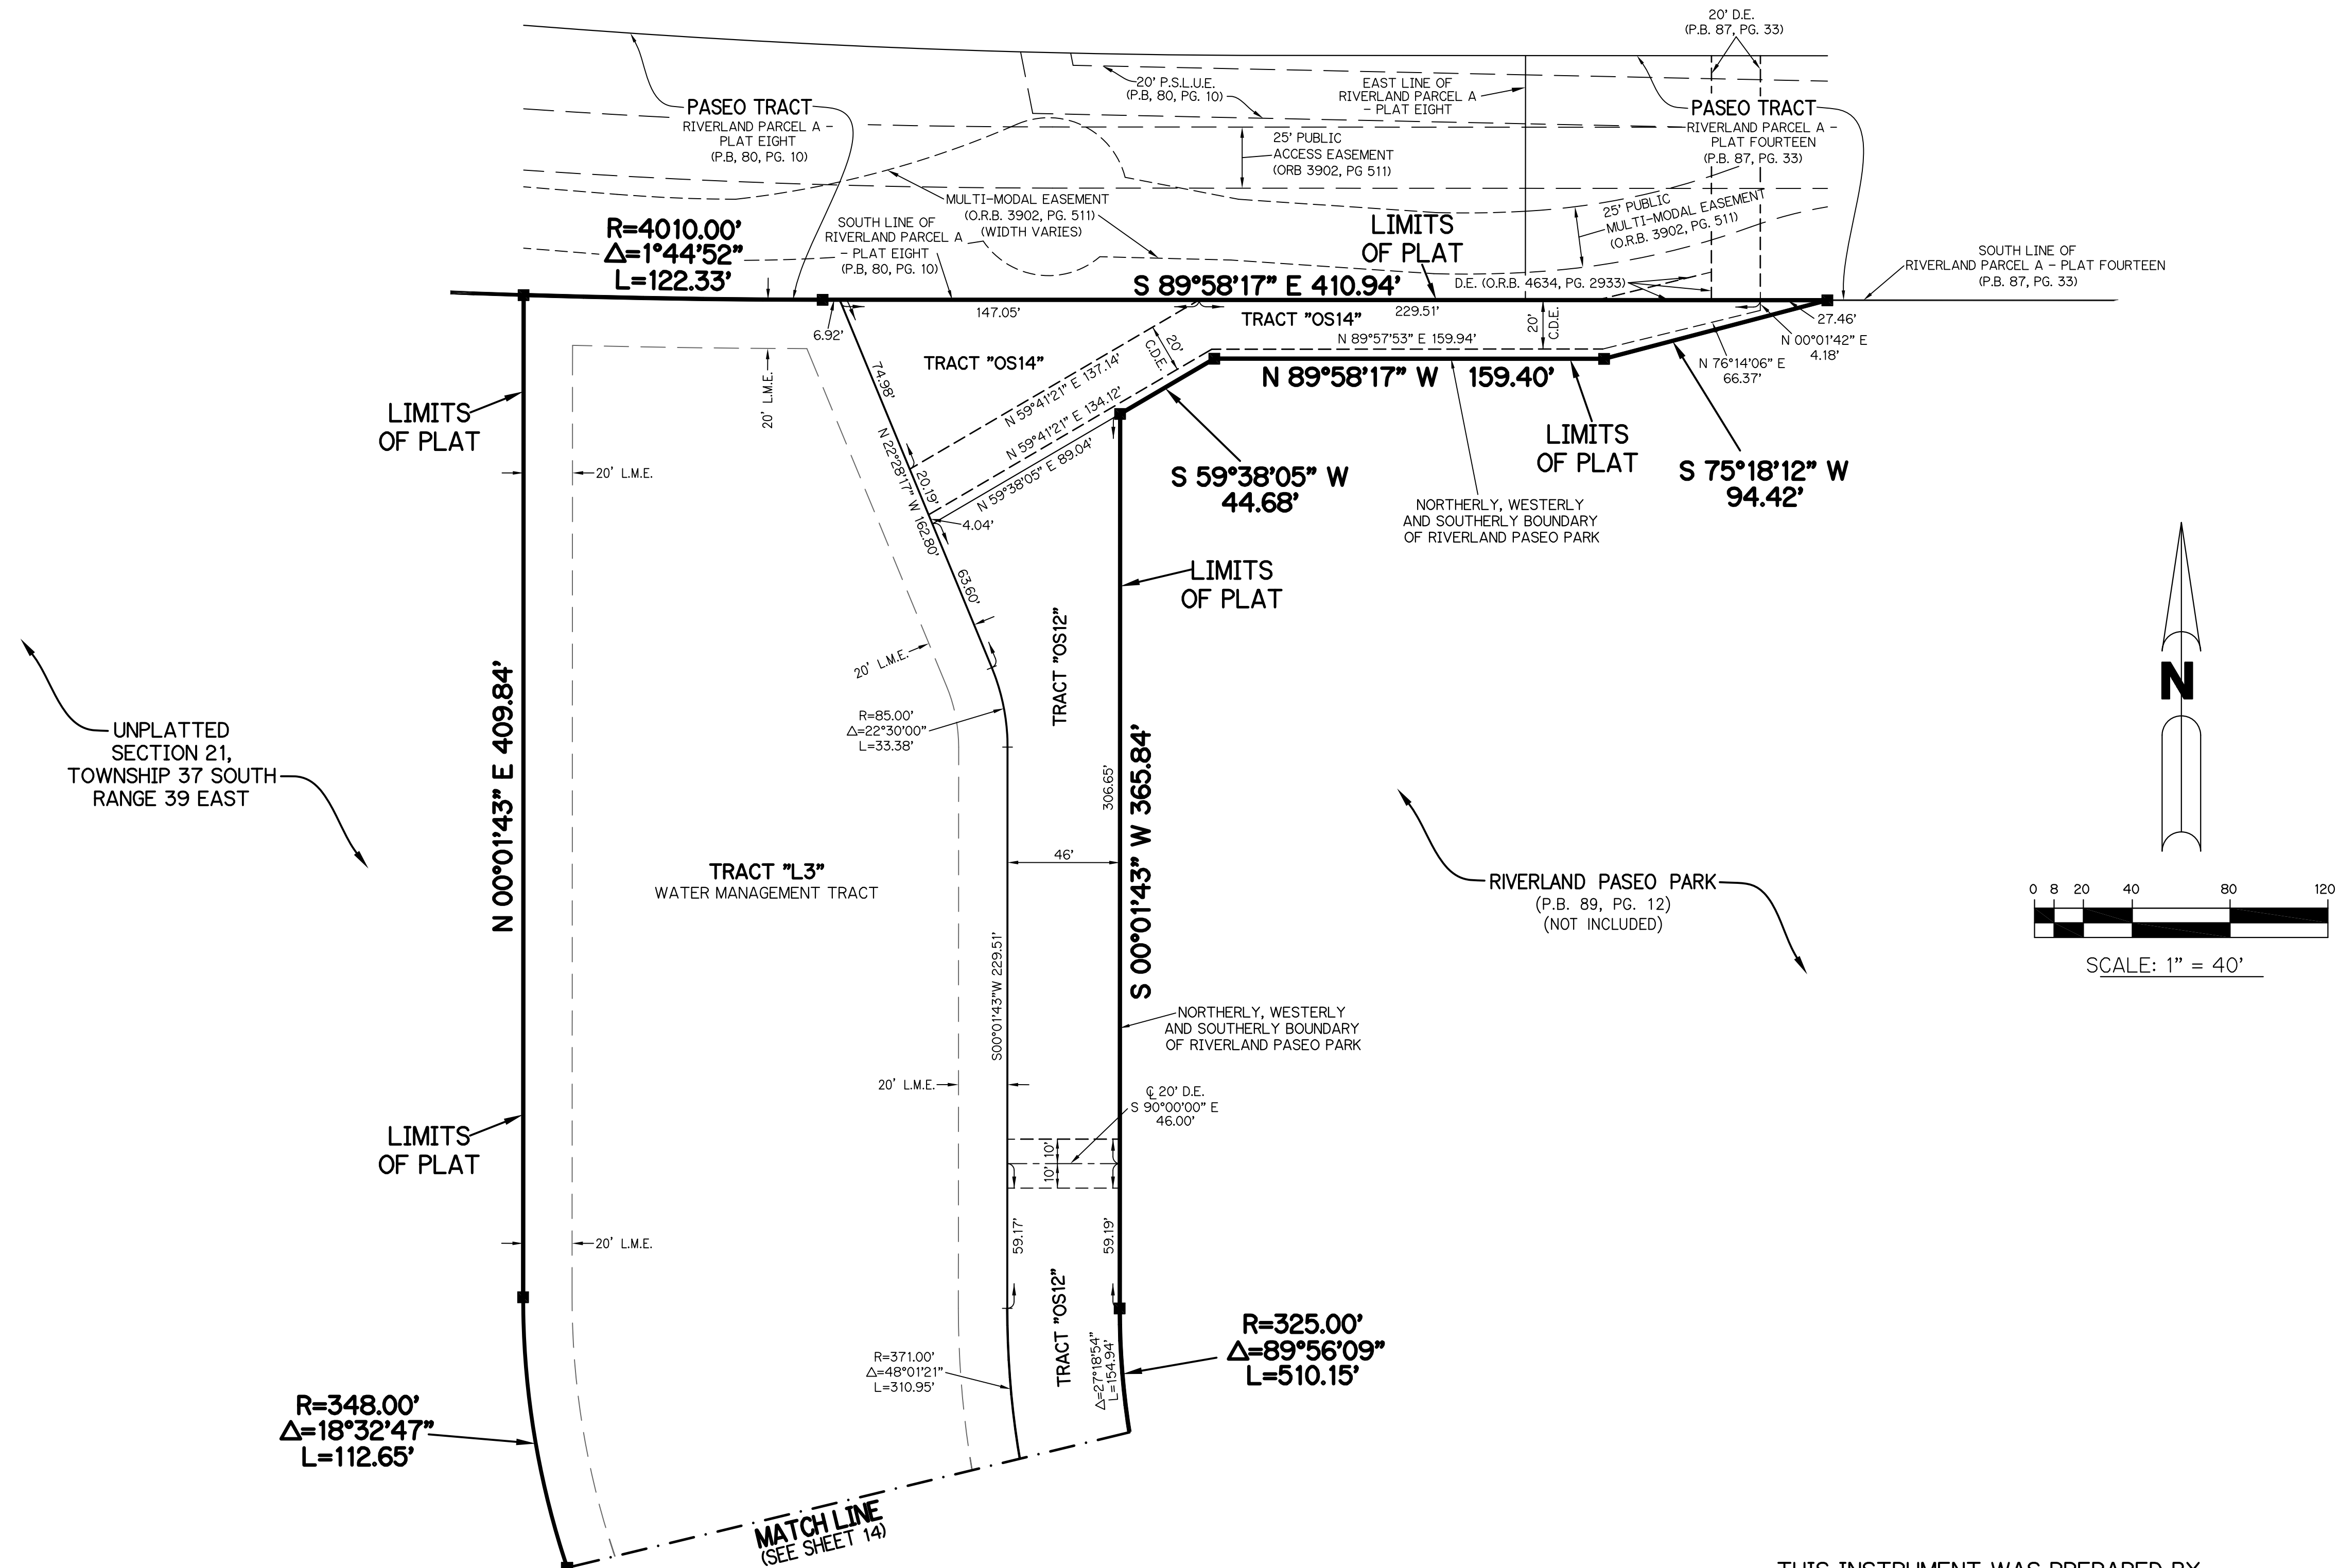 20' D.E.
(P.B. 87, PG. 33)
PASEO TRACT
RIVERLAND PARCEL A -
PLAT EIGHT
(P.B, 80, PG. 10)
20' P.S.L.U.E.
(P.B, 80, PG. 10)
EAST LINE OF
RIVERLAND PARCEL A
- PLAT EIGHT
PASEO TRACT
RIVERLAND PARCEL A -
PLAT FOURTEEN
(P.B. 87, PG. 33)
25' PUBLIC
ACCESS EASEMENT
(ORB 3902, PG 511)
MULTI-MODAL EASEMENT
(O.R.B. 3902, PG. 511)
(WIDTH VARIES)
25' PUBLIC
MULTI-MODAL EASEMENT
(O.R.B. 3902, PG. 511)
R=4010.00'
Δ=1°44'52"
L=122.33'
SOUTH LINE OF
RIVERLAND PARCEL A
- PLAT EIGHT
(P.B, 80, PG. 10)
LIMITS
OF PLAT
SOUTH LINE OF
RIVERLAND PARCEL A - PLAT FOURTEEN
(P.B. 87, PG. 33)
S 89°58'17" E 410.94'
D.E. (O.R.B. 4634, PG. 2933)
6.92'
147.05'
229.51'
27.46'
TRACT "OS14"
20'
C.D.E.
N 89°57'53" E 159.94'
N 00°01'42" E
4.18'
N 76°14'06" E
66.37'
TRACT "OS14"
20'
C.D.E.
74.98'
20' L.M.E.
N 59°41'21" E 137.14'
N 59°41'21" E 134.12'
N 59°38'05" E 89.04'
N 89°58'17" W 159.40'
LIMITS
OF PLAT
LIMITS
OF PLAT
S 59°38'05" W
44.68'
S 75°18'12" W
94.42'
20' L.M.E.
N 22°28'17" W 162.80'
20.19'
4.04'
NORTHERLY, WESTERLY
AND SOUTHERLY BOUNDARY
OF RIVERLAND PASEO PARK
63.60'
LIMITS
OF PLAT
20' L.M.E.
TRACT "OS12"
N
N 00°01'43" E 409.84'
UNPLATTED
SECTION 21,
TOWNSHIP 37 SOUTH
RANGE 39 EAST
R=85.00'
Δ=22°30'00"
L=33.38'
306.65'
S 00°01'43" W 365.84'
46'
TRACT "L3"
WATER MANAGEMENT TRACT
RIVERLAND PASEO PARK
(P.B. 89, PG. 12)
(NOT INCLUDED)
0 8 20 40 80 120
SCALE: 1" = 40'
S00°01'43"W 229.51'
NORTHERLY, WESTERLY
AND SOUTHERLY BOUNDARY
OF RIVERLAND PASEO PARK
20' L.M.E.
℄ 20' D.E.
S 90°00'00" E
46.00'
LIMITS
OF PLAT
10'
10'
20' L.M.E.
59.17'
59.19'
TRACT "OS12"
R=371.00'
Δ=48°01'21"
L=310.95'
Δ=27°18'54"
L=154.94'
R=325.00'
Δ=89°56'09"
L=510.15'
R=348.00'
Δ=18°32'47"
L=112.65'
MATCH LINE
(SEE SHEET 14)
THIS INSTRUMENT WAS PREPARED BY